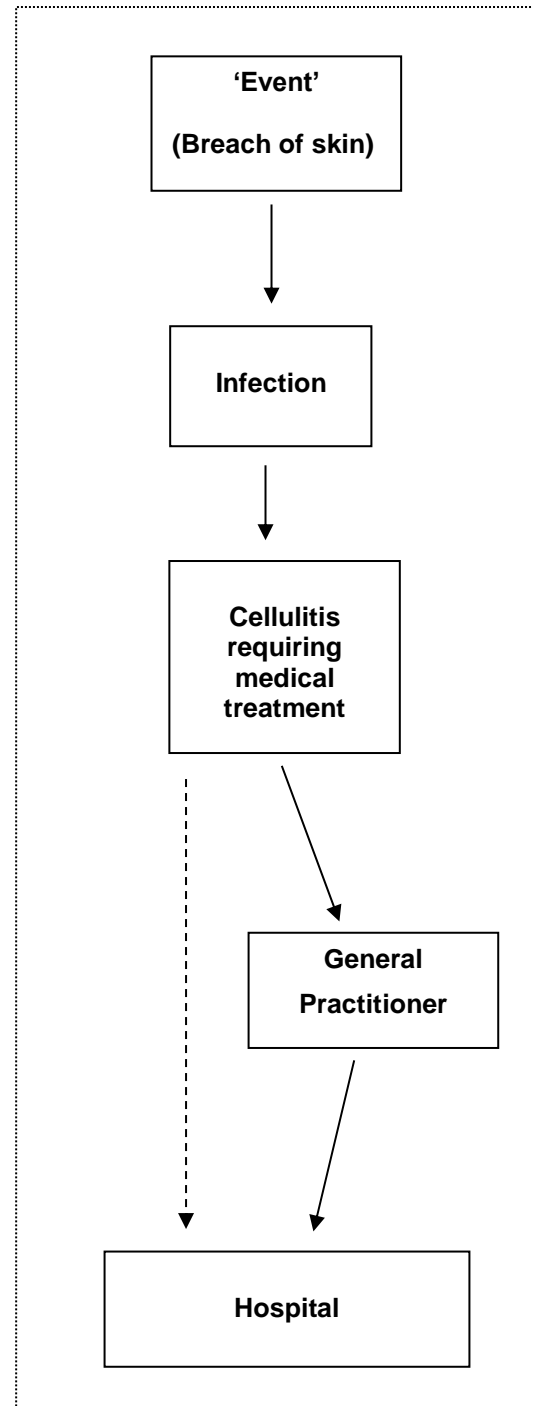 ‘Event’
(Breach of skin)
Infection
Cellulitis
requiring
medical
treatment
General
Practitioner
Hospital